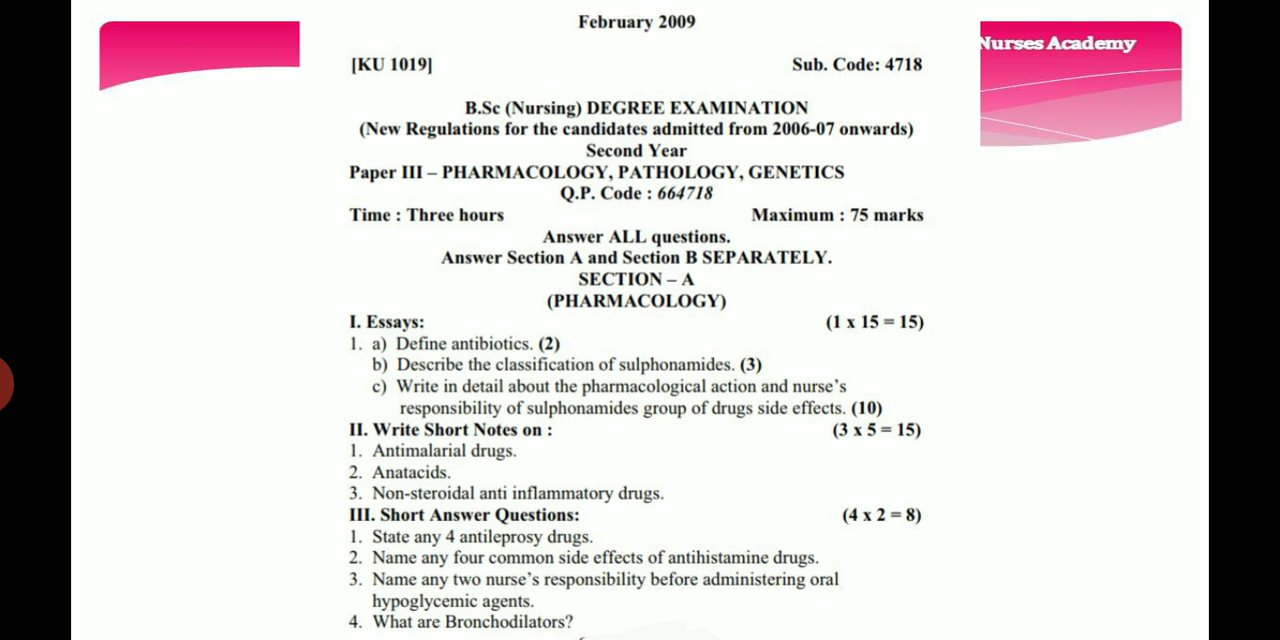 February 2009
Nurses Academy
[KU 1019] Sub. Code: 4718
B.Sc (Nursing) DEGREE EXAMINATION
(New Regulations for the candidates admitted from 2006-07 onwards)
Second Year
Paper III – PHARMACOLOGY, PATHOLOGY, GENETICS
Q.P. Code : 664718
Time : Three hours Maximum : 75 marks
Answer ALL questions.
Answer Section A and Section B SEPARATELY.
SECTION – A
(PHARMACOLOGY)
I. Essays: (1 x 15 = 15)
1. a) Define antibiotics. (2)
b) Describe the classification of sulphonamides. (3)
c) Write in detail about the pharmacological action and nurse's
responsibility of sulphonamides group of drugs side effects. (10)
II. Write Short Notes on : (3 x 5 = 15)
1. Antimalarial drugs.
2. Anatacids.
3. Non-steroidal anti inflammatory drugs.
III. Short Answer Questions: (4 x 2 = 8)
1. State any 4 antileprosy drugs.
2. Name any four common side effects of antihistamine drugs.
3. Name any two nurse's responsibility before administering oral
hypoglycemic agents.
4. What are Bronchodilators?